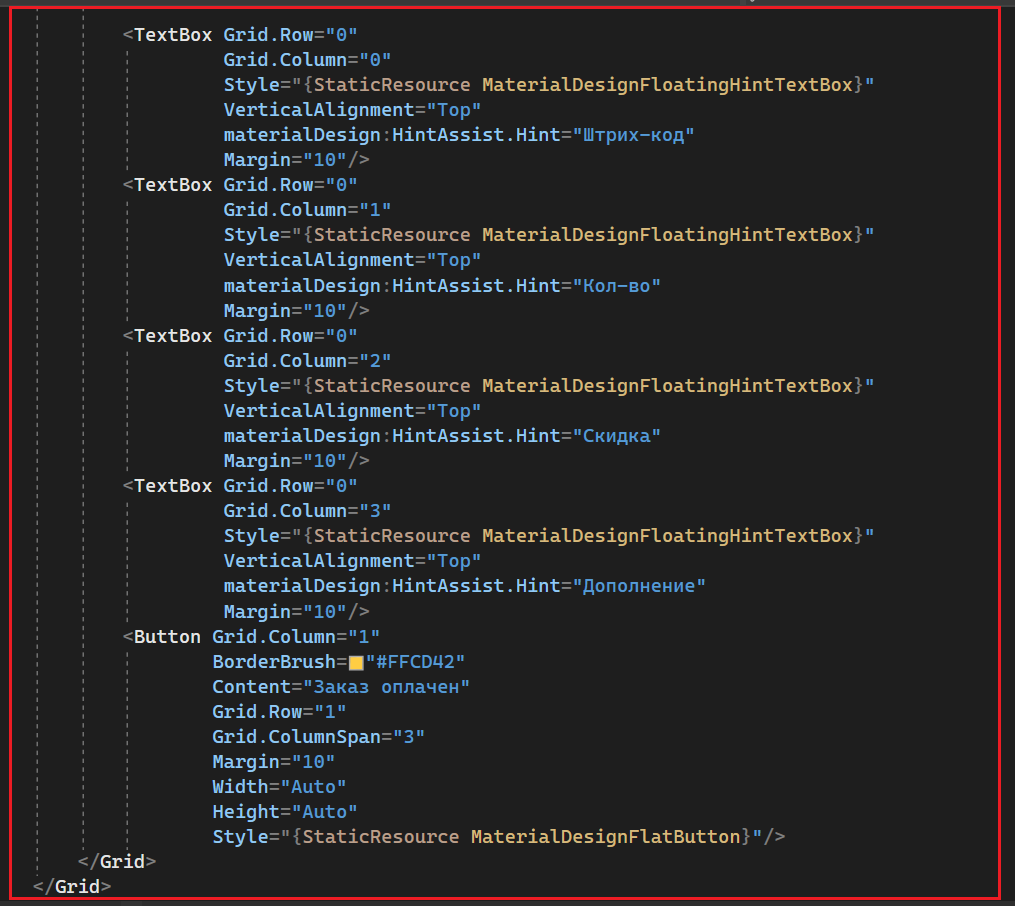 <TextBox Grid.Row="0"
Grid.Column="0"
Style="{StaticResource MaterialDesignFloatingHintTextBox}"
VerticalAlignment="Top"
materialDesign:HintAssist.Hint="Штрих-код"
Margin="10"/>
<TextBox Grid.Row="0"
Grid.Column="1"
Style="{StaticResource MaterialDesignFloatingHintTextBox}"
VerticalAlignment="Top"
materialDesign:HintAssist.Hint="Кол-во"
Margin="10"/>
<TextBox Grid.Row="0"
Grid.Column="2"
Style="{StaticResource MaterialDesignFloatingHintTextBox}"
VerticalAlignment="Top"
materialDesign:HintAssist.Hint="Скидка"
Margin="10"/>
<TextBox Grid.Row="0"
Grid.Column="3"
Style="{StaticResource MaterialDesignFloatingHintTextBox}"
VerticalAlignment="Top"
materialDesign:HintAssist.Hint="Дополнение"
Margin="10"/>
<Button Grid.Column="1"
BorderBrush="#FFCD42"
Content="Заказ оплачен"
Grid.Row="1"
Grid.ColumnSpan="3"
Margin="10"
Width="Auto"
Height="Auto"
Style="{StaticResource MaterialDesignFlatButton}"/>
</Grid>
</Grid>